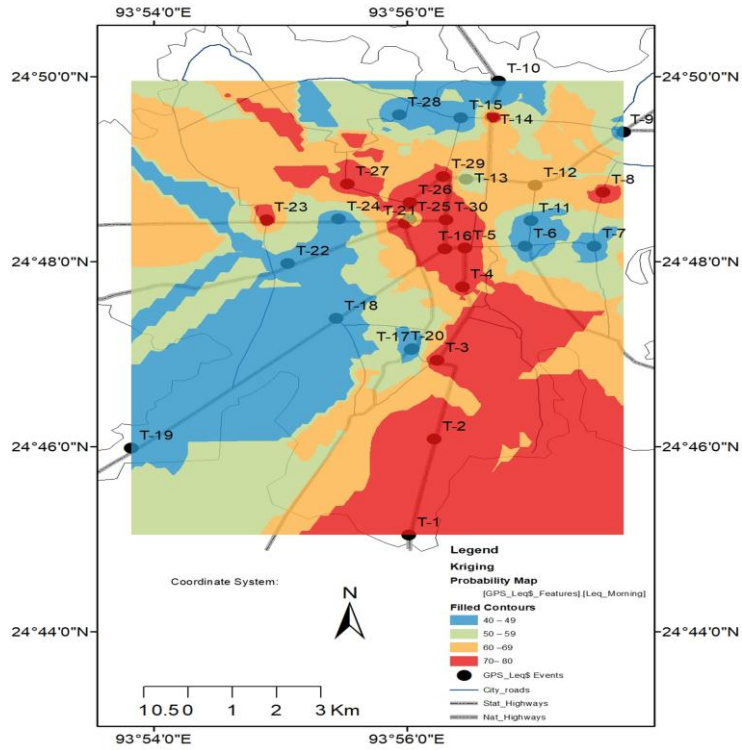 93°54'0"E 93°56'0"E
T-10
24°50'0"N 24°50'0"N
T-28 T-15 T-14 T-9
T-29
T-27 T-13 T-12 T-8
T-26
T-23 T-24 T-21 T-25 T-30 T-11
T-16 T-5 T-6 T-7
T-22
24°48'0"N 24°48'0"N
T-4
T-18
T-17 T-20
T-3
T-2
T-19
24°46'0"N 24°46'0"N
T-1
Legend
Kriging
Coordinate System:
Probability Map
[GPS_Leq$_Features].[Leq_Morning]
N
Filled Contours
40 – 49
50 – 59
24°44'0"N 24°44'0"N
60 –69
70– 80
GPS_Leq$ Events
City_roads
Stat_Highways
10.50 1 2 3 Km
Nat_Highways
93°54'0"E 93°56'0"E